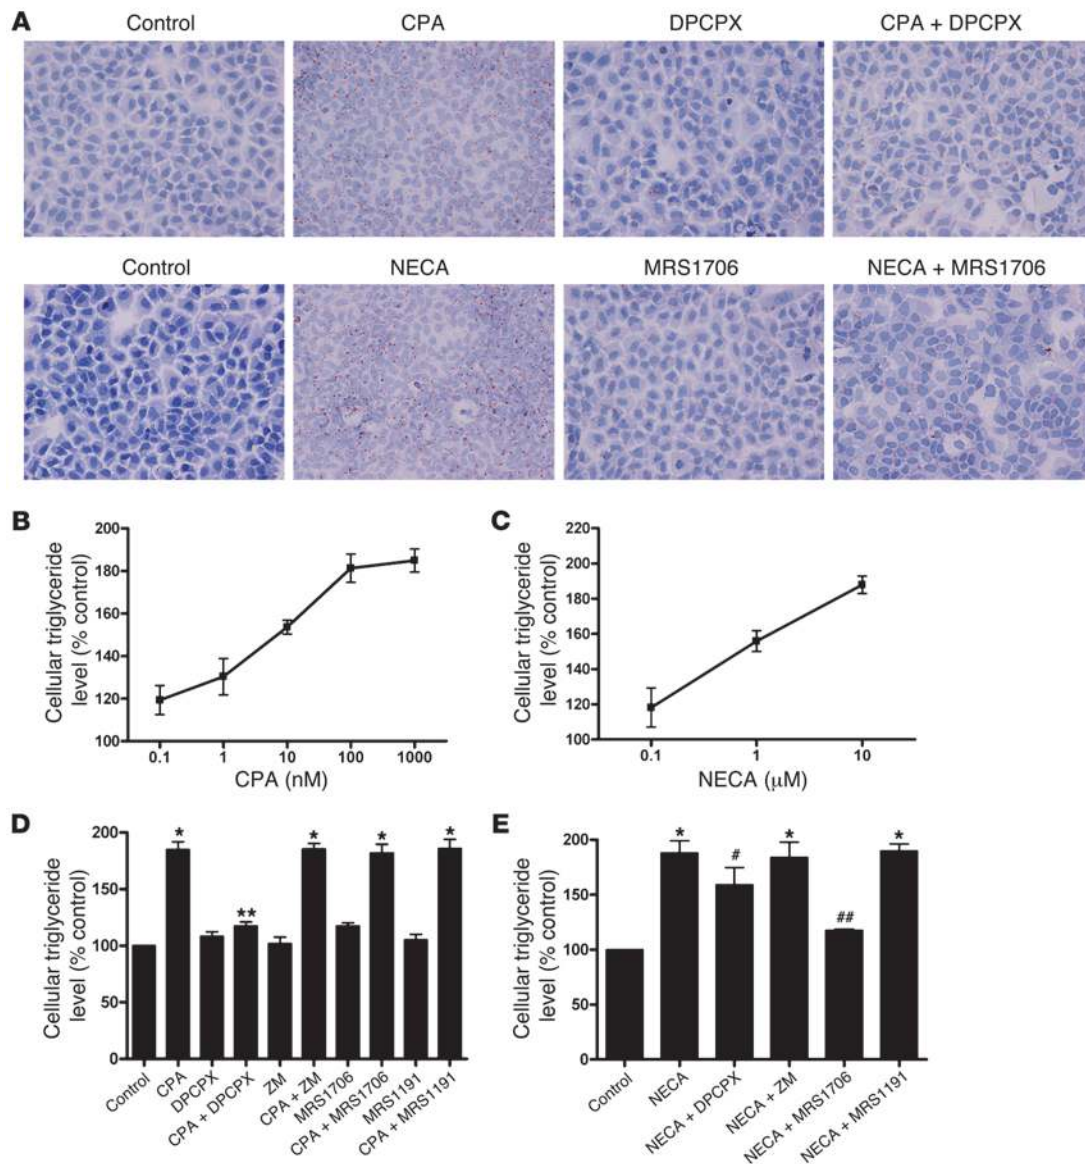 A
Control CPA DPCPX CPA + DPCPX
Control NECA MRS1706 NECA + MRS1706
B
Cellular triglyceride
level (% control)
200
180
160
140
120
100
0.1 1 10 100 1000
CPA (nM)
C
Cellular triglyceride
level (% control)
220
200
180
160
140
120
100
0.1 1 10
NECA (μM)
D
Cellular triglyceride
level (% control)
200
150
100
50
0
* ** * * *
Control
CPA
DPCPX
CPA + DPCPX
ZM
CPA + ZM
MRS1706
CPA + MRS1706
MRS1191
CPA + MRS1191
E
Cellular triglyceride
level (% control)
200
150
100
50
0
* # * ## *
Control
NECA
NECA + DPCPX
NECA + ZM
NECA + MRS1706
NECA + MRS1191